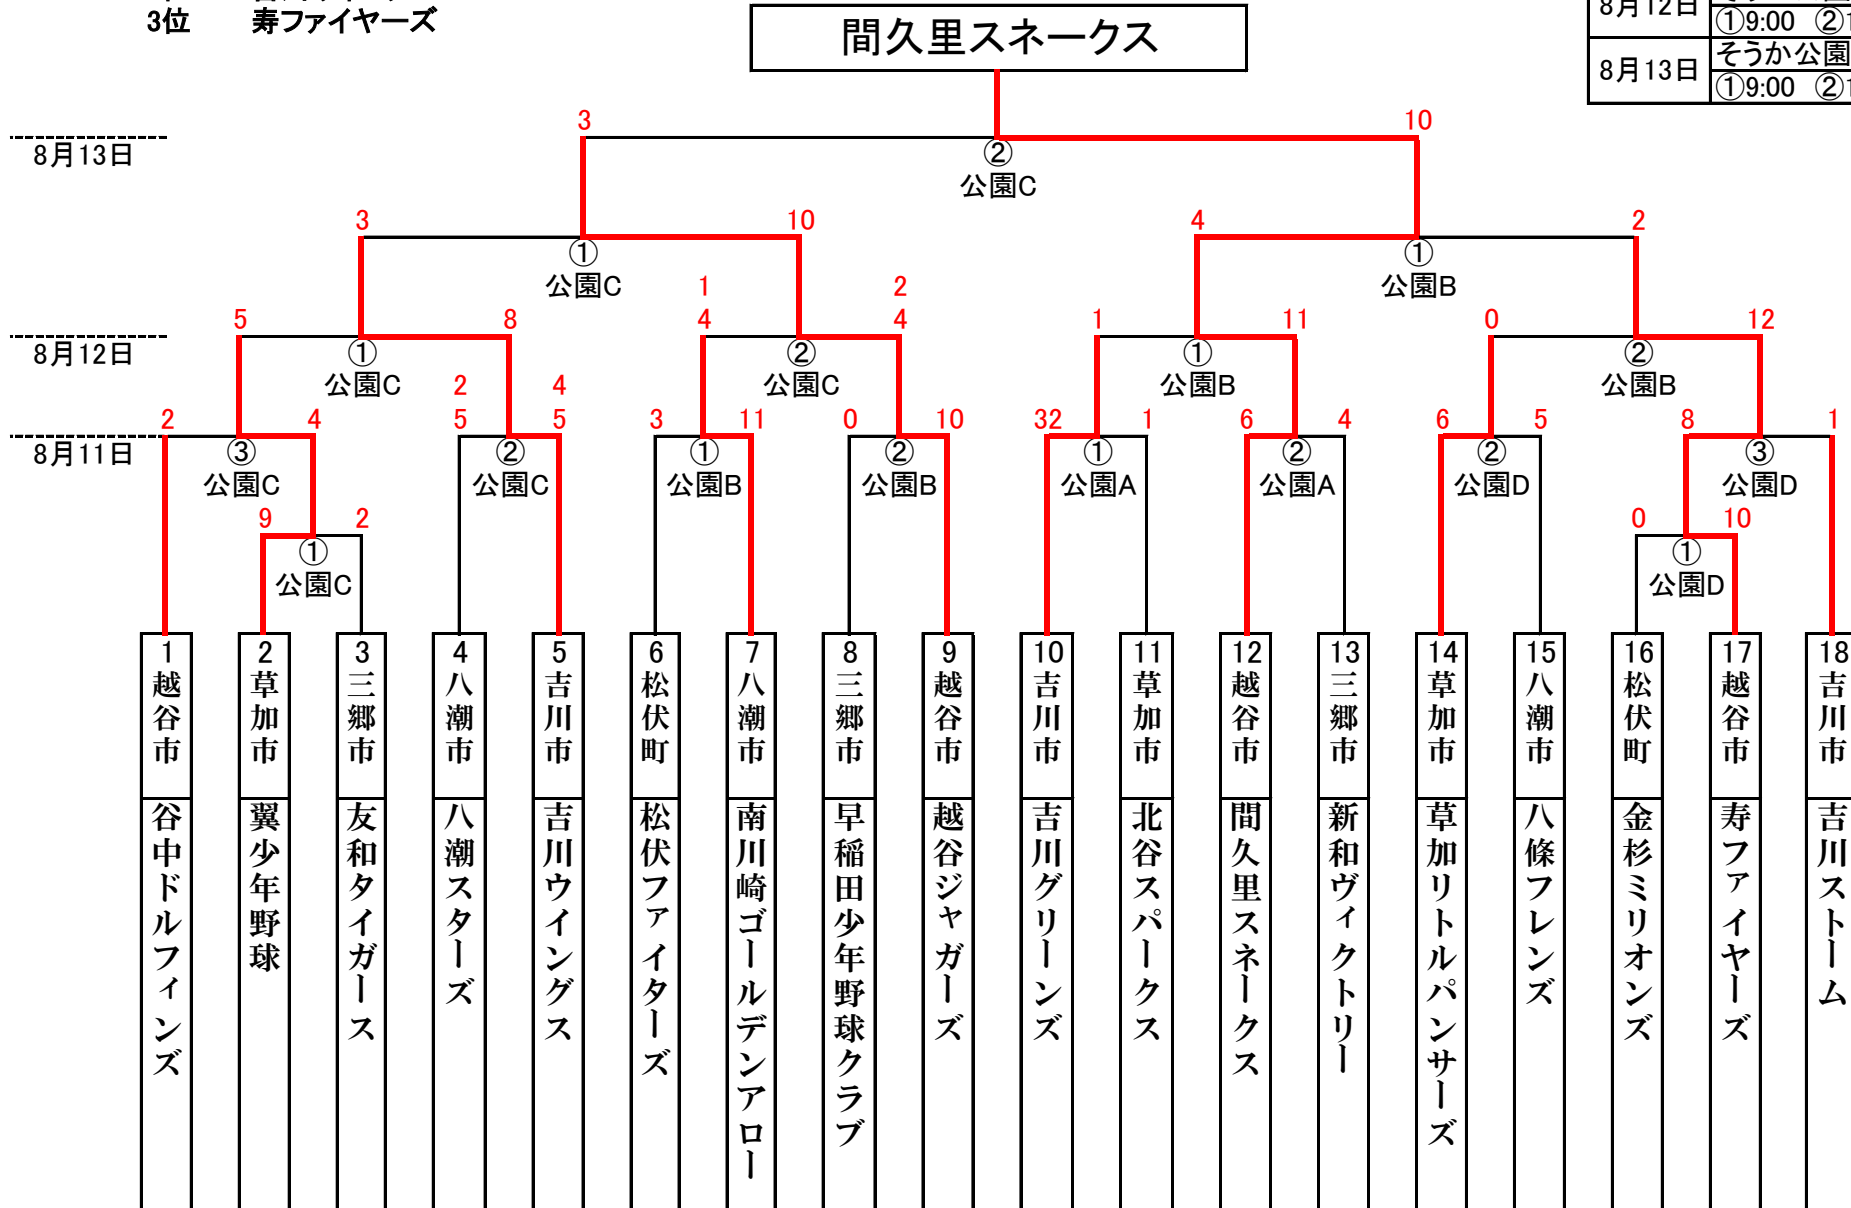 3位 寿ファイヤーズ
間久里スネークス
8月12日
①9:00 ②1
8月13日
そうか公園
①9:00 ②1
3 10
8月13日
②
公園C
3 10 4 2
① ①
公園C 公園B
1 2
5 8 4 4 1 11 0 12
8月12日
① ② ① ②
公園C 公園C 公園B 公園B
2 4
2 4 5 5 3 11 0 10 32 1 6 4 6 5 8 1
8月11日
③ ② ① ② ① ② ② ③
公園C 公園C 公園B 公園B 公園A 公園A 公園D 公園D
9 2 0 10
① ①
公園C 公園D
1 越谷市 谷中ドルフィンズ
2 草加市 翼少年野球
3 三郷市 友和タイガース
4 八潮市 八潮スターズ
5 吉川市 吉川ウイングス
6 松伏町 松伏ファイターズ
7 八潮市 南川崎ゴールデンアロー
8 三郷市 早稲田少年野球クラブ
9 越谷市 越谷ジャガーズ
10 吉川市 吉川グリーンズ
11 草加市 北谷スパークス
12 越谷市 間久里スネークス
13 三郷市 新和ヴィクトリー
14 草加市 草加リトルパンサーズ
15 八潮市 八條フレンズ
16 松伏町 金杉ミリオンズ
17 越谷市 寿ファイヤーズ
18 吉川市 吉川ストーム